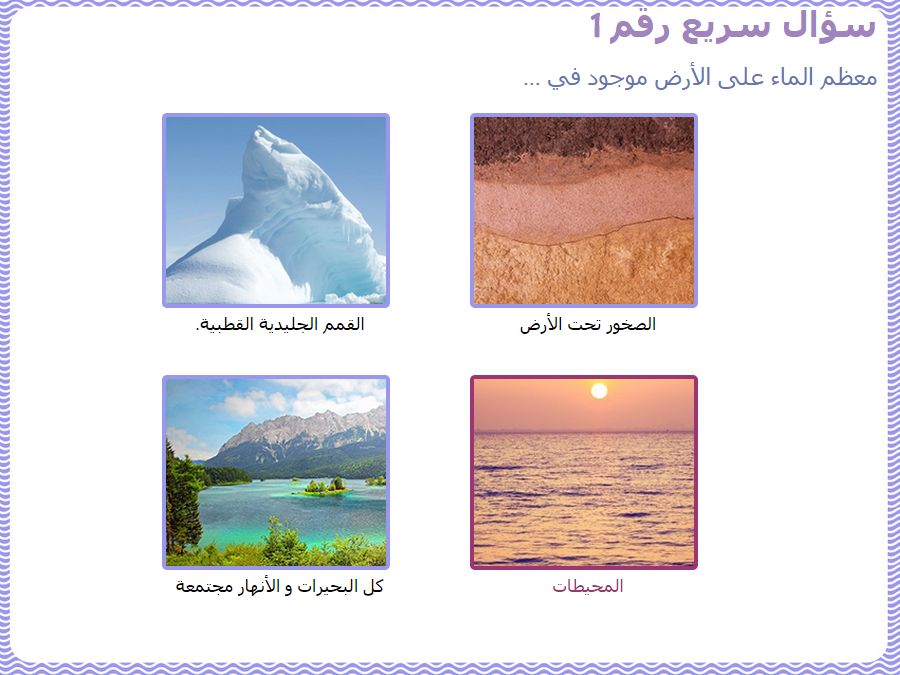 سؤال سريع رقم 1
معظم الماء على الأرض موجود في ...
الصخور تحت الأرض
القمم الجليدية القطبية.
المحيطات
كل البحيرات و الأنهار مجتمعة